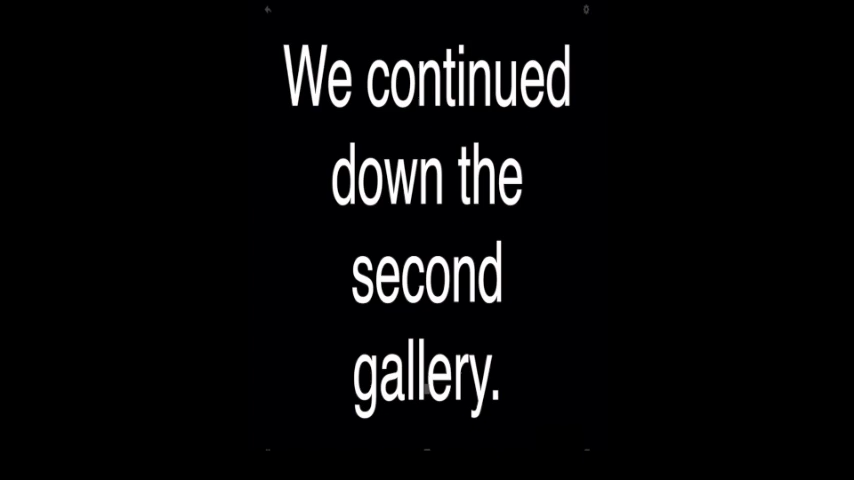 We continued
down the
second
gallery.